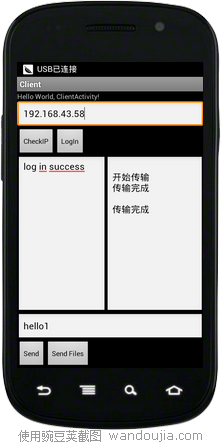 USB已连接
Client
Hello World, ClientActivity!
192.168.43.58
CheckIP LogIn
log in success
开始传输
传输完成
传输完成
hello1
Send Send Files
使用豌豆荚截图 wandoujia.com